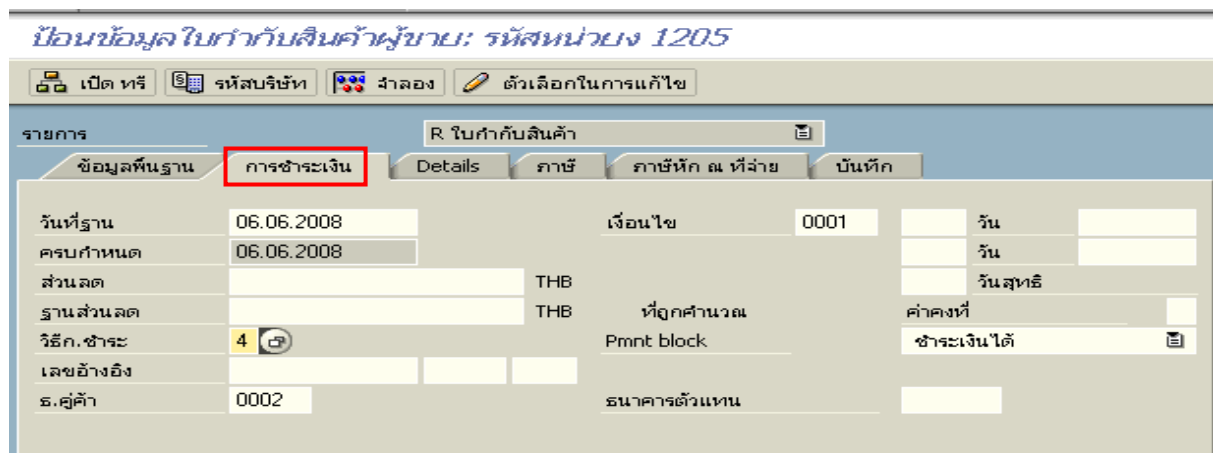 ป้อนข้อมูลใบกำกับสินค้าผู้ขาย: รหัสหน่วยง 1205
เปิด ทรี รหัสบริษัท จำลอง ตัวเลือกในการแก้ไข
รายการ R ใบกำกับสินค้า
ข้อมูลพื้นฐาน การชำระเงิน Details ภาษี ภาษีหัก ณ ที่จ่าย บันทึก
วันที่ฐาน 06.06.2008 เงื่อนไข 0001 วัน
ครบกำหนด 06.06.2008 วัน
ส่วนลด THB วันสุทธิ
ฐานส่วนลด THB ที่ถูกคำนวณ ค่าคงที่
วิธีก.ชำระ 4 Pmnt block ชำระเงินได้
เลขอ้างอิง
ธ.คู่ค้า 0002 ธนาคารตัวแทน